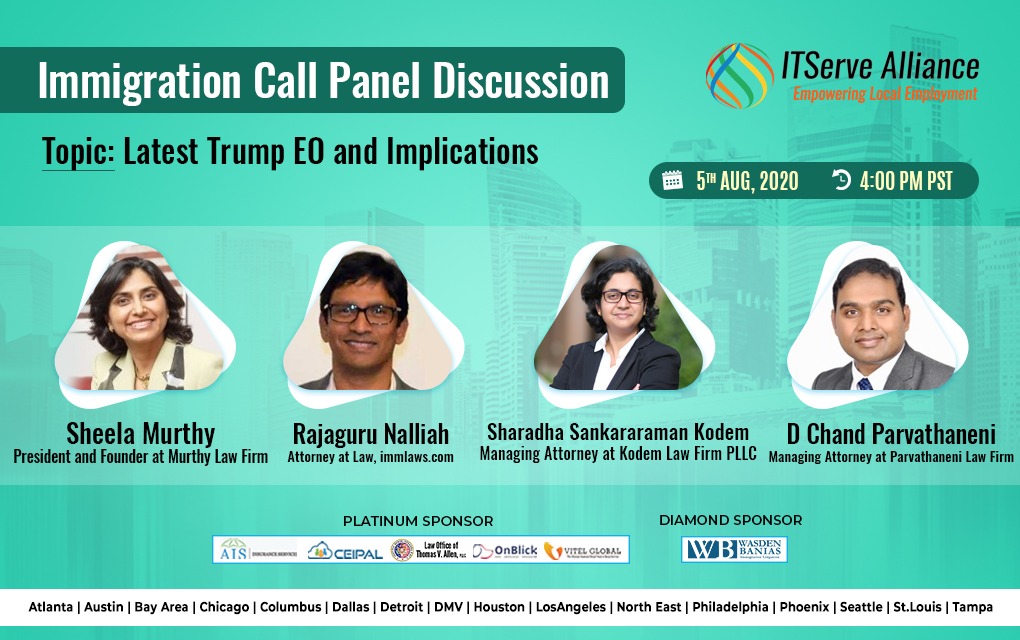 Immigration Call Panel Discussion
ITServe Alliance
Empowering Local Employment
Topic: Latest Trump EO and Implications
5TH AUG, 2020
4:00 PM PST
Sheela Murthy
President and Founder at Murthy Law Firm
Rajaguru Nalliah
Attorney at Law, immlaws.com
Sharadha Sankararaman Kodem
Managing Attorney at Kodem Law Firm PLLC
D Chand Parvathaneni
Managing Attorney at Parvathaneni Law Firm
PLATINUM SPONSOR
AIS INSURANCE SERVICES
CEIPAL
Law Office of
Thomas V. Allen, PLLC
OnBlick
VITEL GLOBAL
DIAMOND SPONSOR
WB WASDEN
BANIAS
Atlanta | Austin | Bay Area | Chicago | Columbus | Dallas | Detroit | DMV | Houston | LosAngeles | North East | Philadelphia | Phoenix | Seattle | St.Louis | Tampa